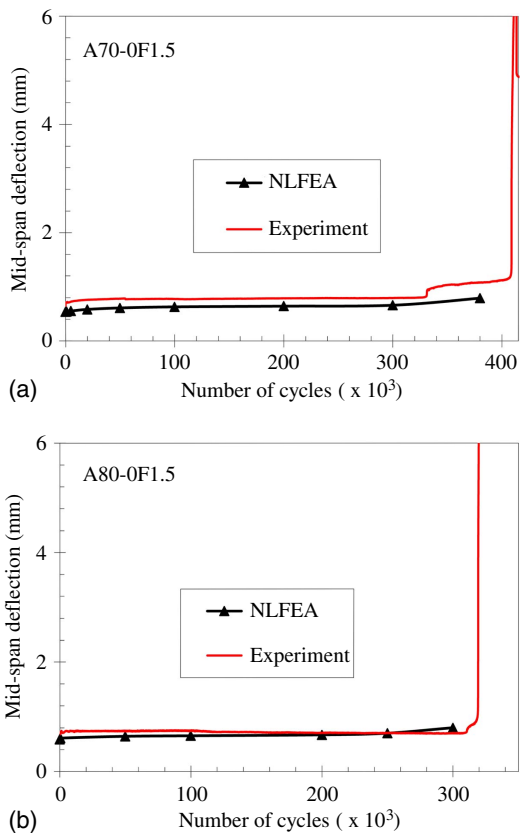 6
A70-0F1.5
4
Mid-span deflection (mm)
NLFEA
2
Experiment
0
0 100 200 300 400
(a) Number of cycles ( x 10³)
6
A80-0F1.5
4
Mid-span deflection (mm)
NLFEA
2
Experiment
0
0 100 200 300
(b) Number of cycles ( x 10³)